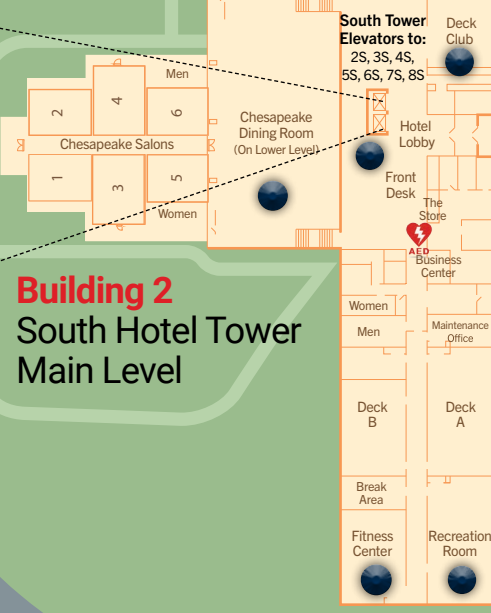 South Tower
Elevators to:
2S, 3S, 4S,
5S, 6S, 7S, 8S
Deck
Club
Men
2
4
6
Chesapeake Salons
1
3
5
Women
Chesapeake
Dining Room
(On Lower Level)
Hotel
Lobby
Front
Desk
The
Store
AED
Business
Center
Building 2
South Hotel Tower
Main Level
Women
Men
Maintenance
Office
Deck
B
Deck
A
Break
Area
Fitness
Center
Recreation
Room